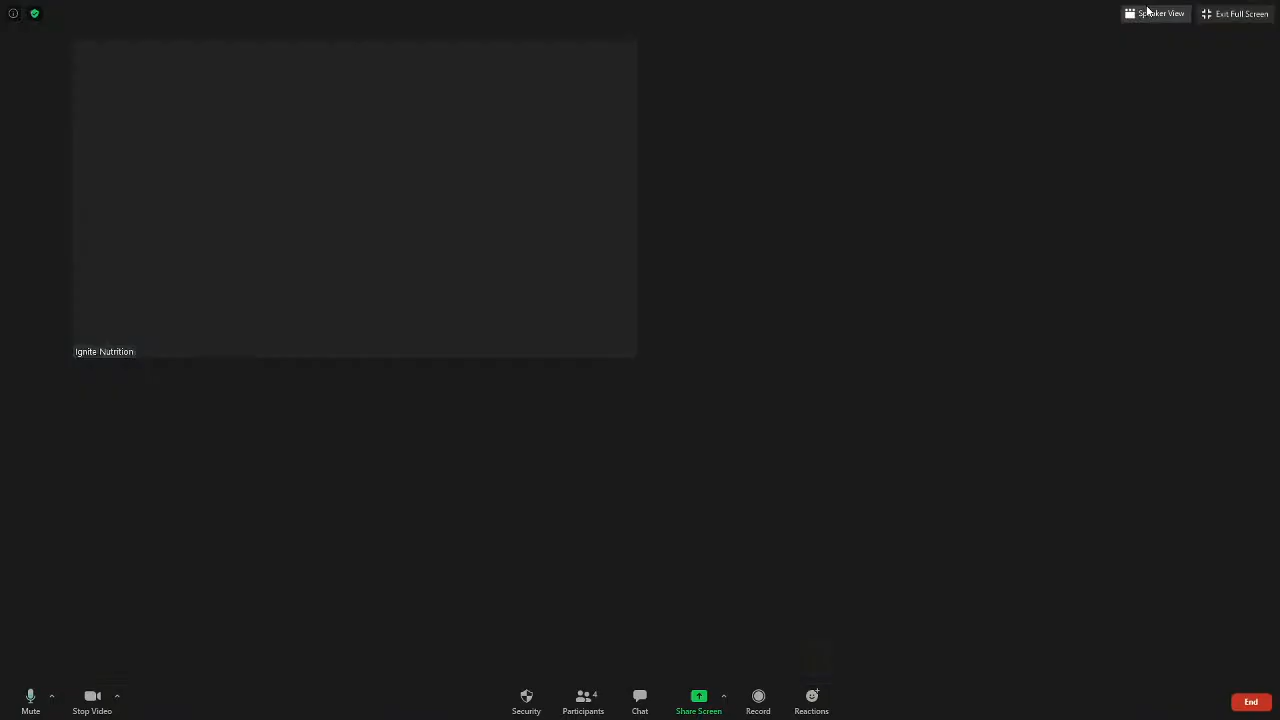 Speaker View
Exit Full Screen
Ignite Nutrition
Mute
Stop Video
Security
Participants
4
Chat
Share Screen
Record
Reactions
End